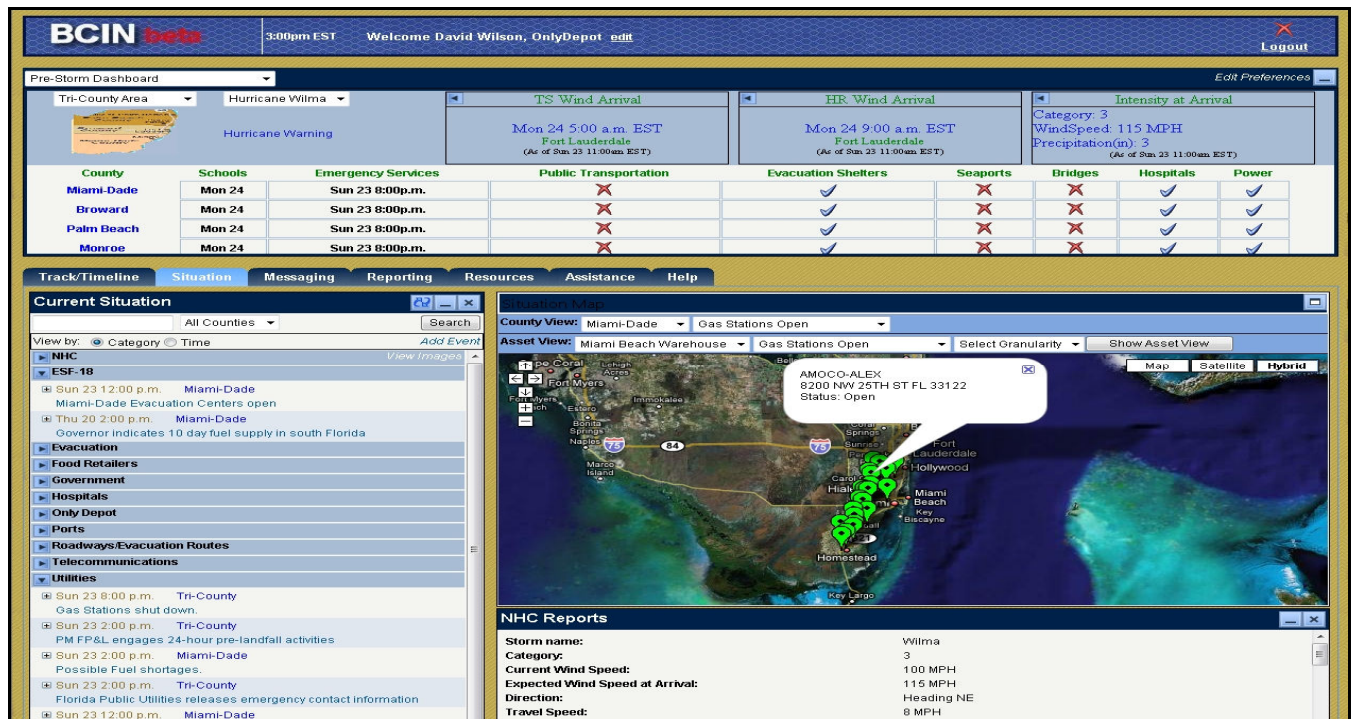 BCIN beta
3:00pm EST Welcome David Wilson, OnlyDepot edit
Logout
Pre-Storm Dashboard Edit Preferences
Tri-County Area Hurricane Wilma
Hurricane Warning
TS Wind Arrival
Mon 24 5:00 a.m. EST
Fort Lauderdale
(As of Sun 23 11:00am EST)
HR Wind Arrival
Mon 24 9:00 a.m. EST
Fort Lauderdale
(As of Sun 23 11:00am EST)
Intensity at Arrival
Category: 3
WindSpeed: 115 MPH
Precipitation(in): 3
(As of Sun 23 11:00am EST)
County Schools Emergency Services Public Transportation Evacuation Shelters Seaports Bridges Hospitals Power
Miami-Dade Mon 24 Sun 23 8:00p.m.
Broward Mon 24 Sun 23 8:00p.m.
Palm Beach Mon 24 Sun 23 8:00p.m.
Monroe Mon 24 Sun 23 8:00p.m.
Track/Timeline Situation Messaging Reporting Resources Assistance Help
Current Situation
All Counties Search
View by: Category Time Add Event
NHC View Images
ESF-18
Sun 23 12:00 p.m. Miami-Dade
Miami-Dade Evacuation Centers open
Thu 20 2:00 p.m. Miami-Dade
Governor indicates 10 day fuel supply in south Florida
Evacuation
Food Retailers
Government
Hospitals
Only Depot
Ports
Roadways/Evacuation Routes
Telecommunications
Utilities
Sun 23 8:00 p.m. Tri-County
Gas Stations shut down.
Sun 23 2:00 p.m. Tri-County
PM FP&L engages 24-hour pre-landfall activities
Sun 23 2:00 p.m. Miami-Dade
Possible Fuel shortages.
Sun 23 2:00 p.m. Tri-County
Florida Public Utilities releases emergency contact information
Sun 23 12:00 p.m. Miami-Dade
Situation Map
County View: Miami-Dade Gas Stations Open
Asset View: Miami Beach Warehouse Gas Stations Open Select Granularity Show Asset View
Map Satellite Hybrid
AMOCO-ALEX
8200 NW 25TH ST FL 33122
Status: Open
Lehigh
Acres
Fort Myers
Immokalee
Estero
Bonita
Springs
Naples
75
84
75
Marco
Island
Springs
Sunrise
Fort
Lauderdale
Hollywood
Miami
Beach
Key
Biscayne
Homestead
Key Largo
NHC Reports
Storm name: Wilma
Category: 3
Current Wind Speed: 100 MPH
Expected Wind Speed at Arrival: 115 MPH
Direction: Heading NE
Travel Speed: 8 MPH